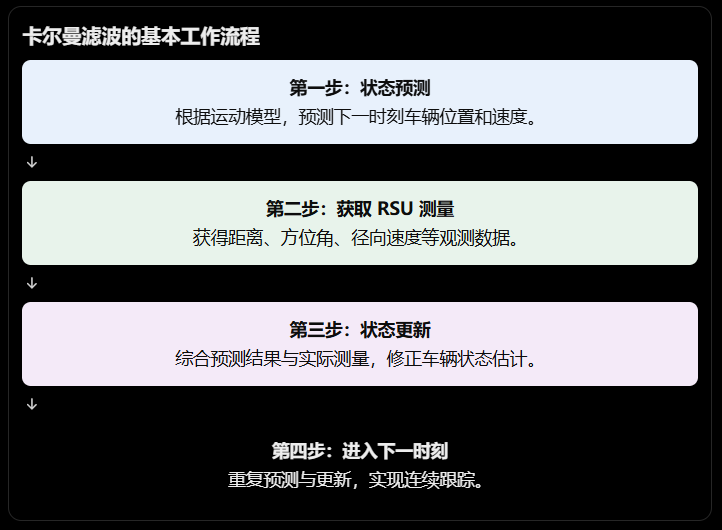 卡尔曼滤波的基本工作流程
第一步：状态预测
根据运动模型，预测下一时刻车辆位置和速度。
↓
第二步：获取 RSU 测量
获得距离、方位角、径向速度等观测数据。
↓
第三步：状态更新
综合预测结果与实际测量，修正车辆状态估计。
↓
第四步：进入下一时刻
重复预测与更新，实现连续跟踪。